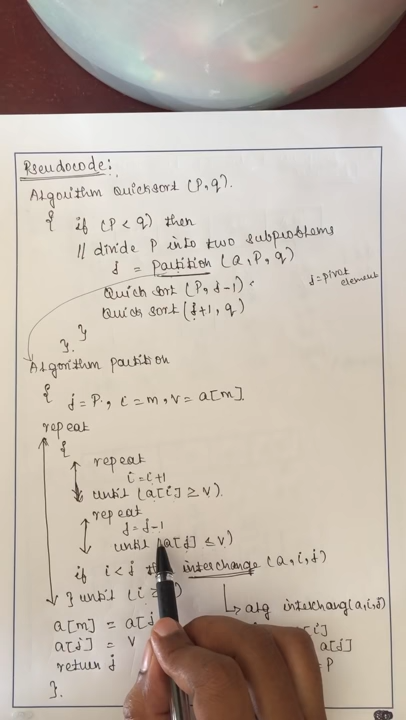 Pseudocode:
Algorithm Quicksort (P, q).
{ if (P < q) then
// divide P into two subproblems
j = Partition (a, P, q)
Quick sort (P, j-1)
Quick sort (j+1, q)
j = pivot element
}
}.
Algorithm partition
{ j = P, i = m, v = a[m].
repeat
{
repeat
i = i+1
until (a[i] ≥ v).
repeat
j = j-1
until (a[j] ≤ v)
if i < j interchange (a, i, j)
} until (i
a[m] = a[j
a[j] = v
return j
}.
→ alg interchang(a,i,j)
[i]
a[j]
= P